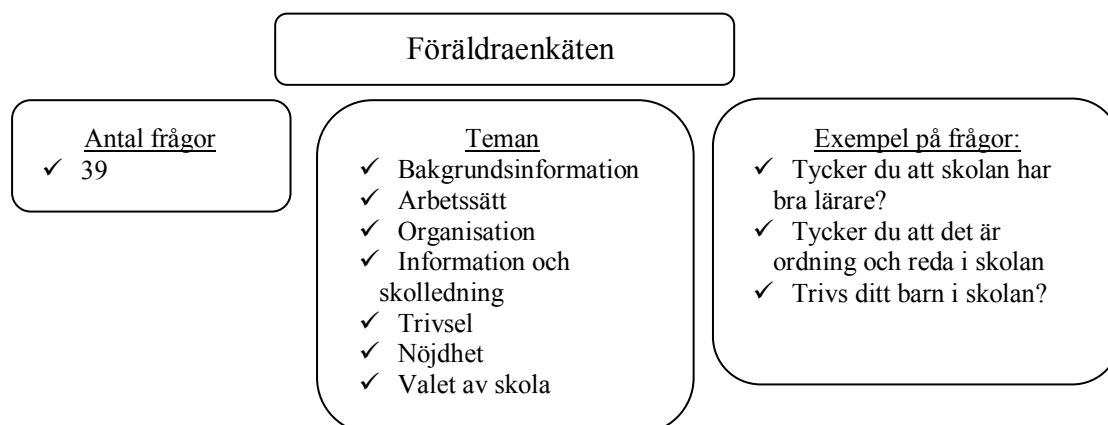 Föräldraenkäten
Antal frågor
✓ 39
Teman
✓ Bakgrundsinformation
✓ Arbetssätt
✓ Organisation
✓ Information och
skolledning
✓ Trivsel
✓ Nöjdhet
✓ Valet av skola
Exempel på frågor:
✓ Tycker du att skolan har
bra lärare?
✓ Tycker du att det är
ordning och reda i skolan
✓ Trivs ditt barn i skolan?